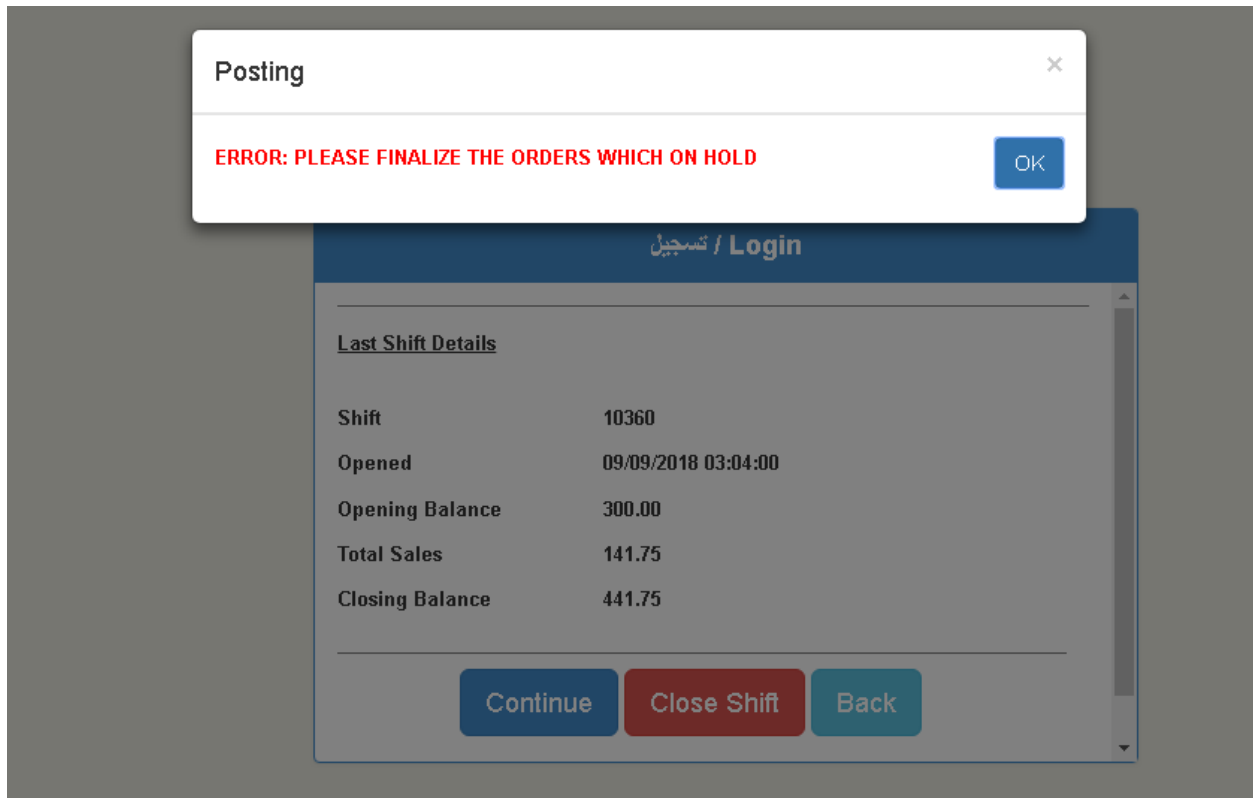 Posting
×
ERROR: PLEASE FINALIZE THE ORDERS WHICH ON HOLD
OK
تسجيل / Login
Last Shift Details
Shift 10360
Opened 09/09/2018 03:04:00
Opening Balance 300.00
Total Sales 141.75
Closing Balance 441.75
Continue Close Shift Back